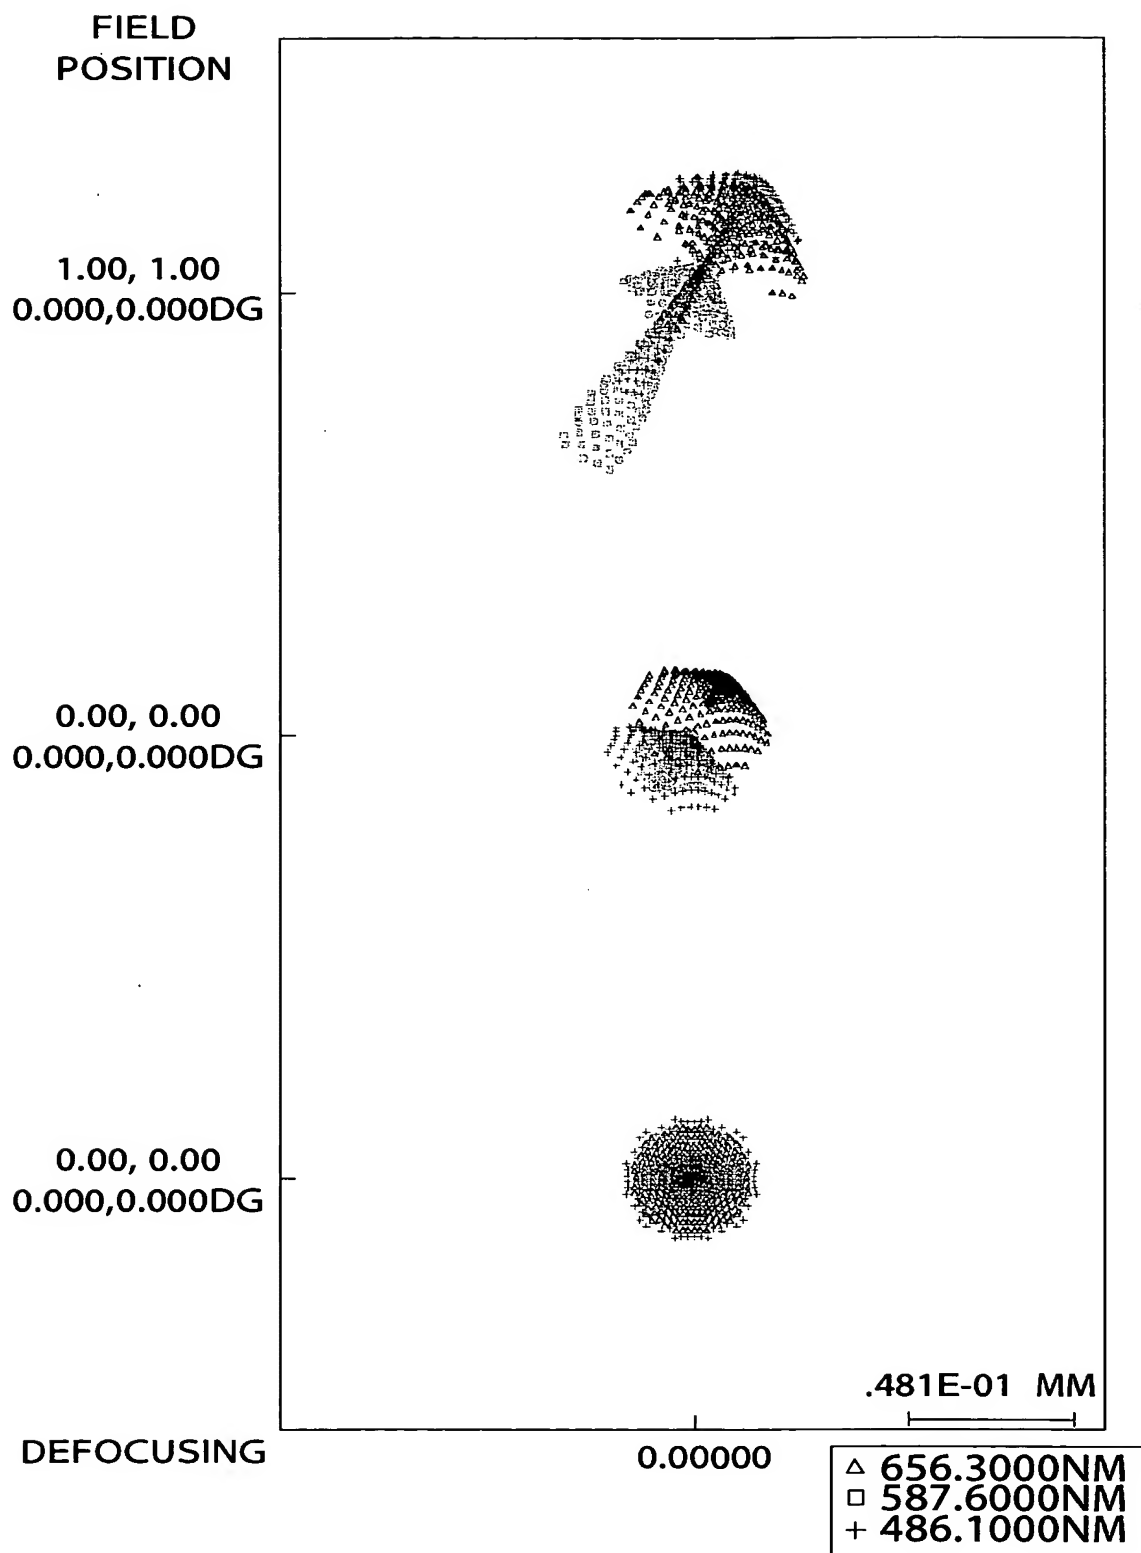 FIELD
POSITION
1.00, 1.00
0.000,0.000DG
0.00, 0.00
0.000,0.000DG
0.00, 0.00
0.000,0.000DG
.481E-01 MM
DEFOCUSING
0.00000
△ 656.3000NM
□ 587.6000NM
+ 486.1000NM